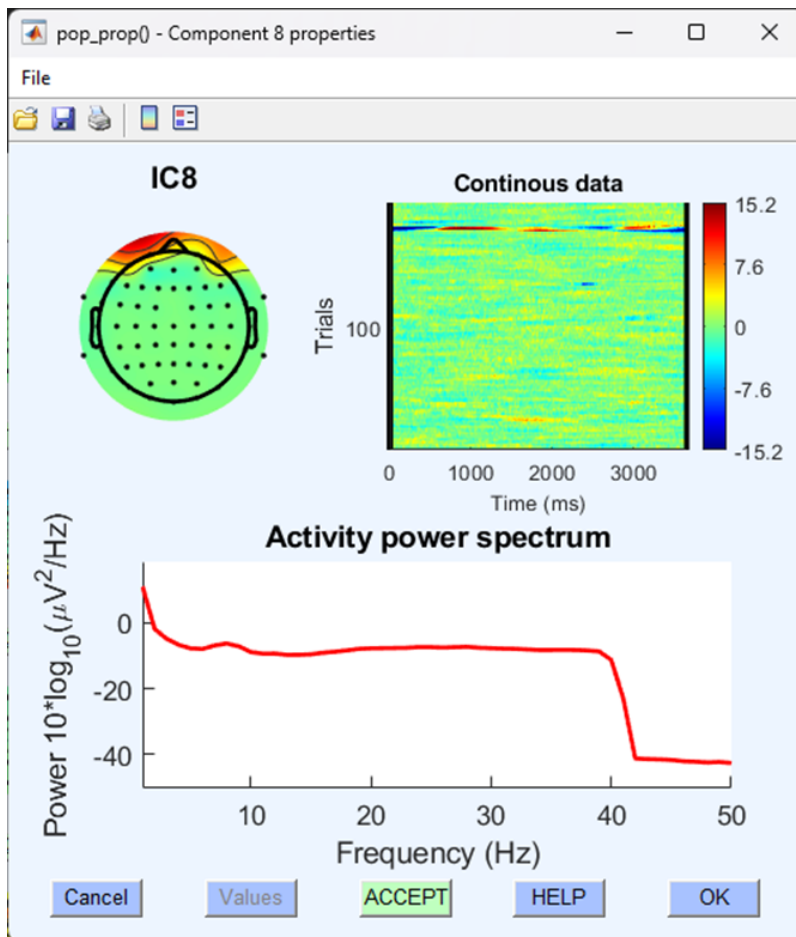 pop_prop() - Component 8 properties
File
IC8
Continous data
Trials
100
15.2
7.6
0
-7.6
-15.2
0 1000 2000 3000
Time (ms)
Activity power spectrum
Power 10*log10(μV2/Hz)
0
-20
-40
10 20 30 40 50
Frequency (Hz)
Cancel Values ACCEPT HELP OK